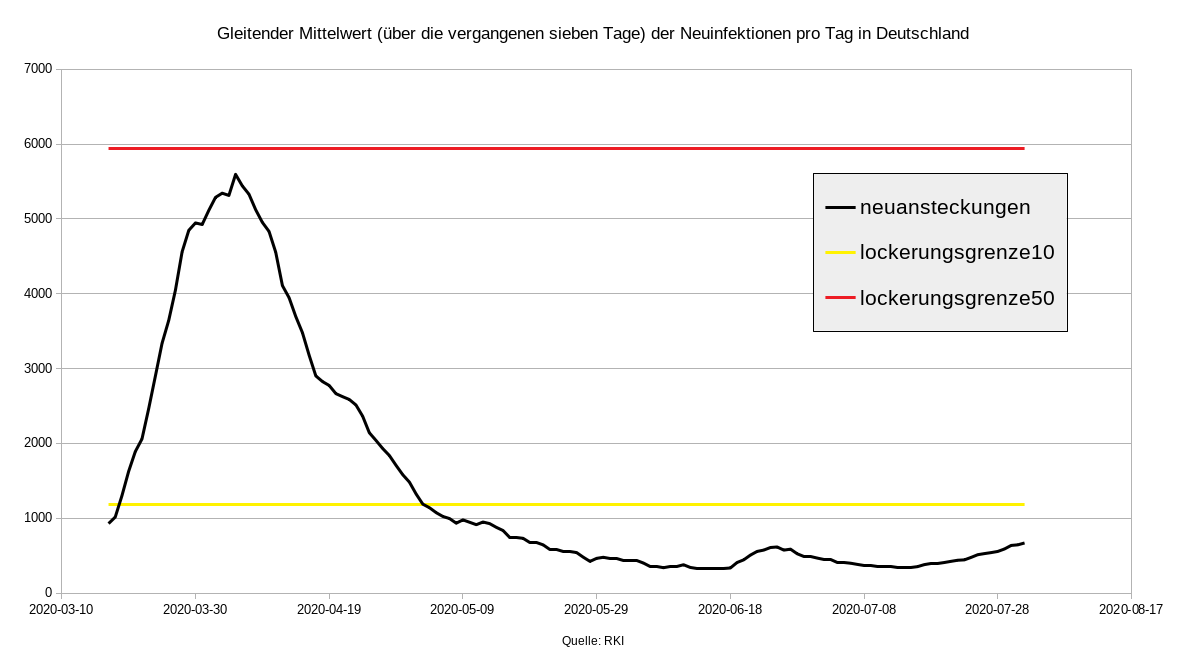 Gleitender Mittelwert (über die vergangenen sieben Tage) der Neuinfektionen pro Tag in Deutschland
7000
6000
5000
4000
3000
2000
1000
0
neuansteckungen
lockerungsgrenze10
lockerungsgrenze50
2020-03-10 2020-03-30 2020-04-19 2020-05-09 2020-05-29 2020-06-18 2020-07-08 2020-07-28 2020-08-17
Quelle: RKI